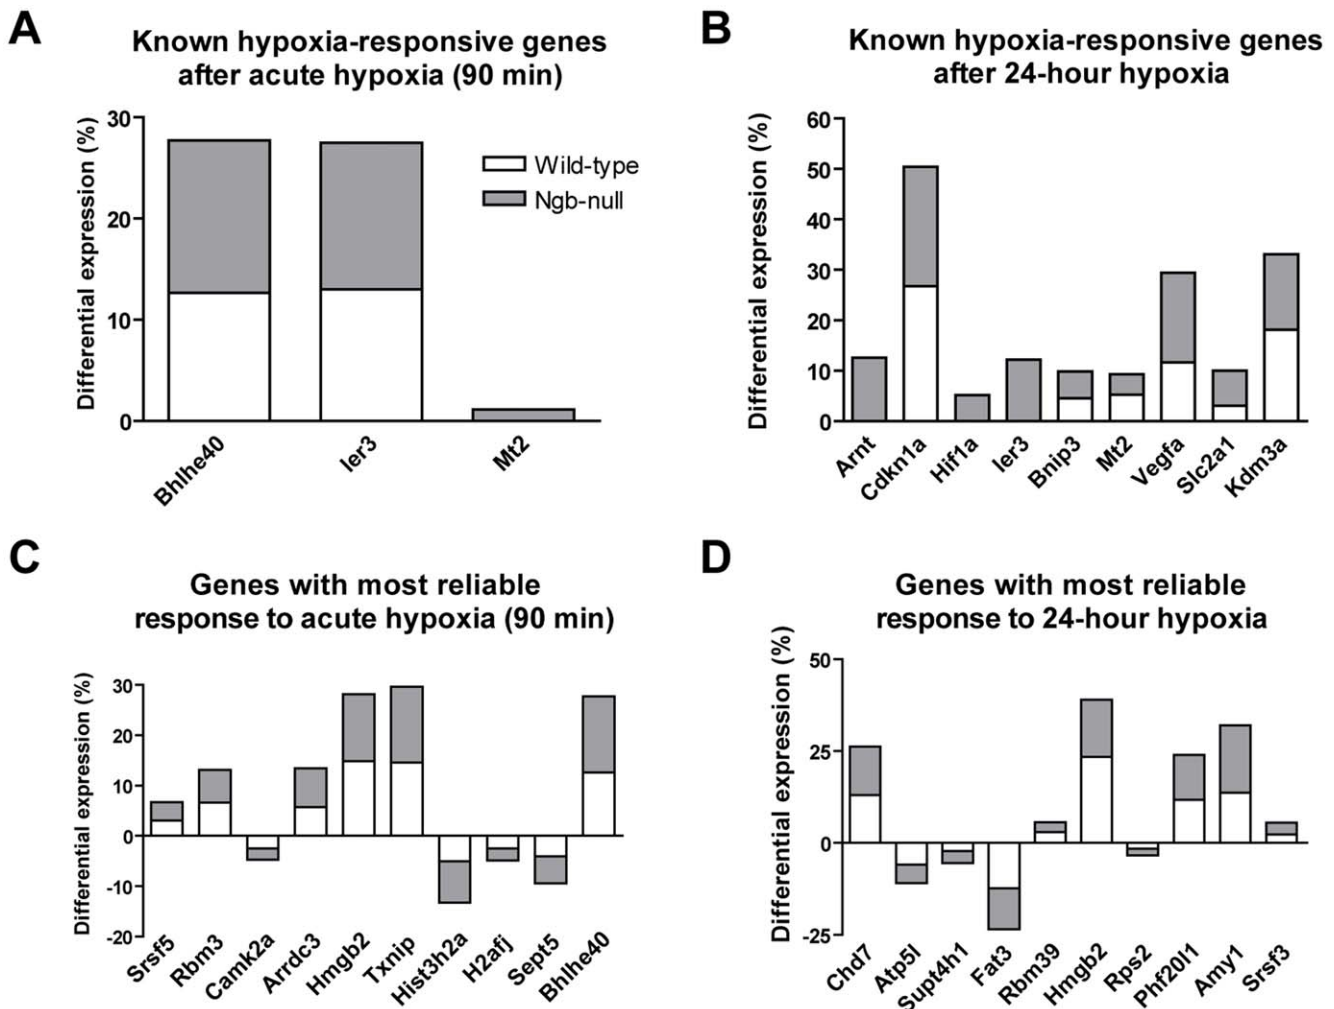 A
Known hypoxia-responsive genes
after acute hypoxia (90 min)
Differential expression (%)
30
20
10
0
Wild-type
Ngb-null
Bhlhe40
Ier3
Mt2
B
Known hypoxia-responsive genes
after 24-hour hypoxia
Differential expression (%)
60
50
40
30
20
10
0
Arnt
Cdkn1a
Hif1a
Ier3
Bnip3
Mt2
Vegfa
Slc2a1
Kdm3a
C
Genes with most reliable
response to acute hypoxia (90 min)
Differential expression (%)
30
20
10
0
-10
-20
Srsf5
Rbm3
Camk2a
Arrdc3
Hmgb2
Txnip
Hist3h2a
H2afj
Sept5
Bhlhe40
D
Genes with most reliable
response to 24-hour hypoxia
Differential expression (%)
50
25
0
-25
Chd7
Atp5l
Supt4h1
Fat3
Rbm39
Hmgb2
Rps2
Phf20l1
Amy1
Srsf3